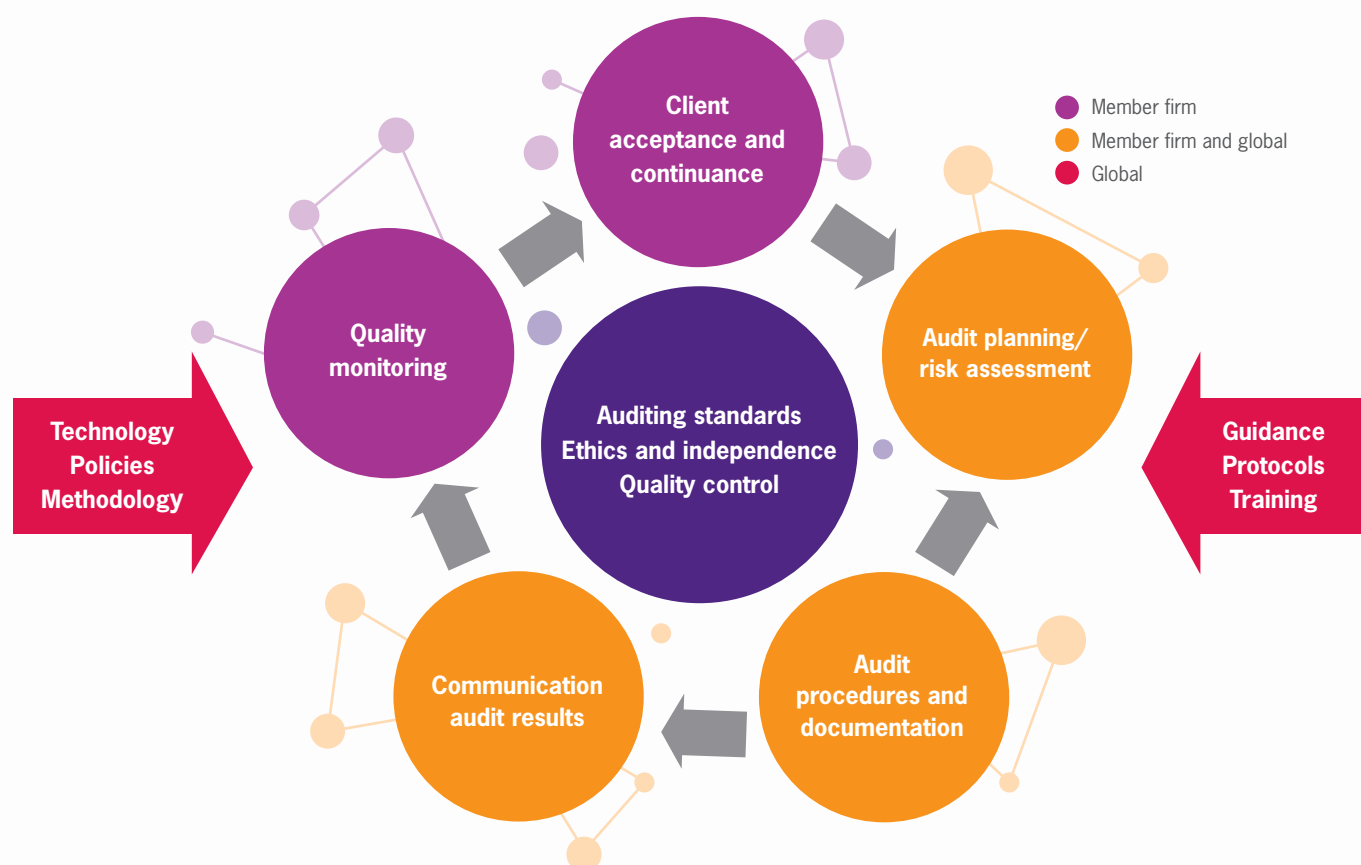 Client
acceptance and
continuance
Member firm
Member firm and global
Global
Quality
monitoring
Audit planning/
risk assessment
Auditing standards
Ethics and independence
Quality control
Technology
Policies
Methodology
Guidance
Protocols
Training
Communication
audit results
Audit
procedures and
documentation